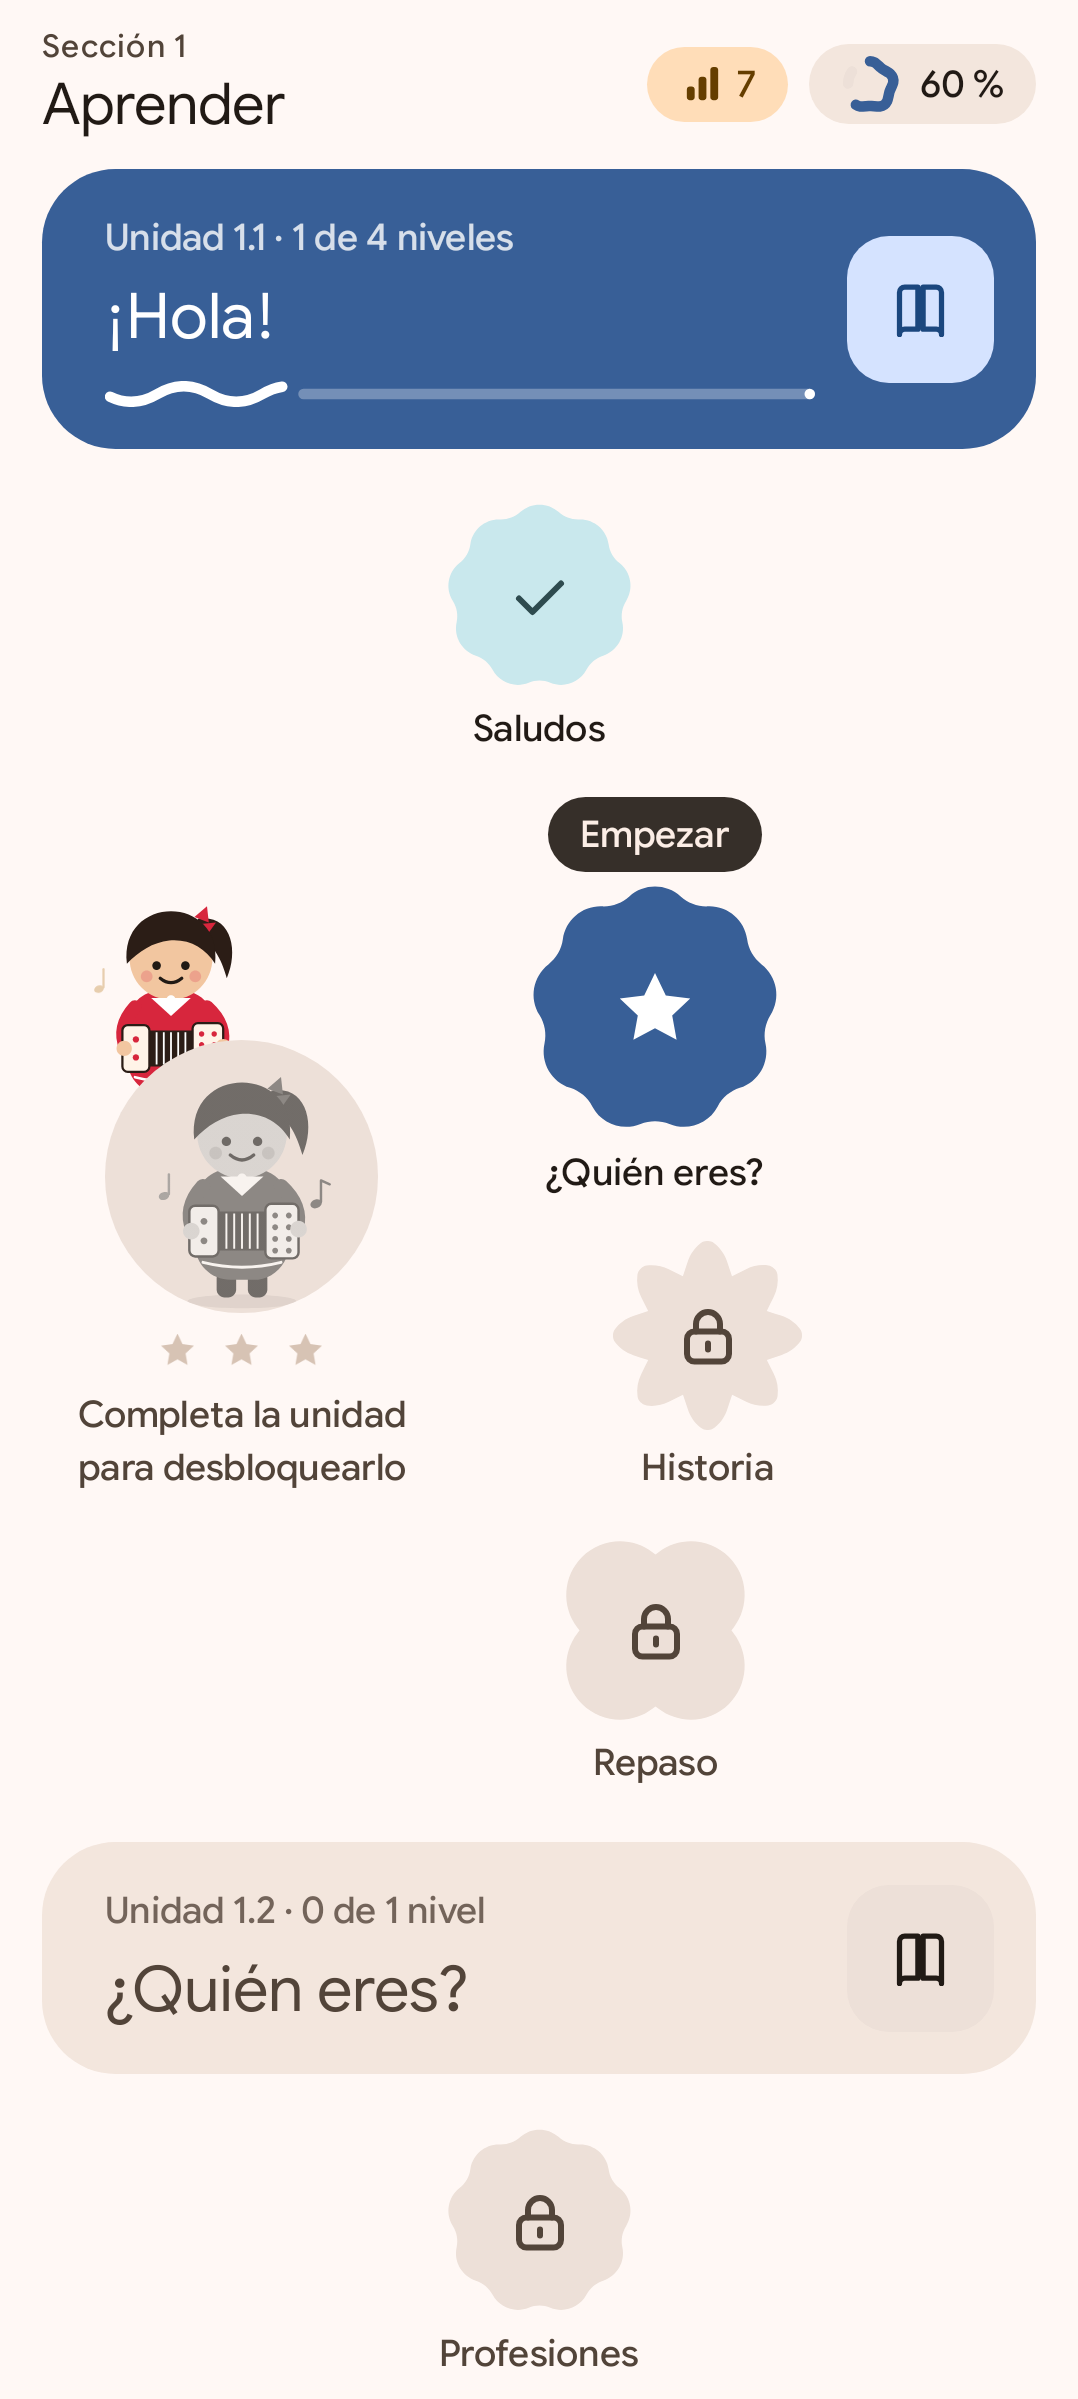 Sección 1
Aprender
7
60 %
Unidad 1.1 · 1 de 4 niveles
¡Hola!
Saludos
Empezar
¿Quién eres?
Completa la unidad
para desbloquearlo
Historia
Repaso
Unidad 1.2 · 0 de 1 nivel
¿Quién eres?
Profesiones